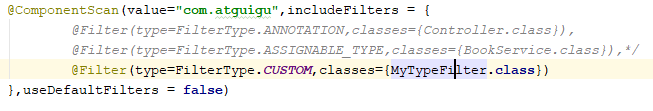 @ComponentScan(value="com.atguigu",includeFilters = {
@Filter(type=FilterType.ANNOTATION,classes={Controller.class}),
@Filter(type=FilterType.ASSIGNABLE_TYPE,classes={BookService.class}),*/
@Filter(type=FilterType.CUSTOM,classes={MyTypeFilter.class})
},useDefaultFilters = false)